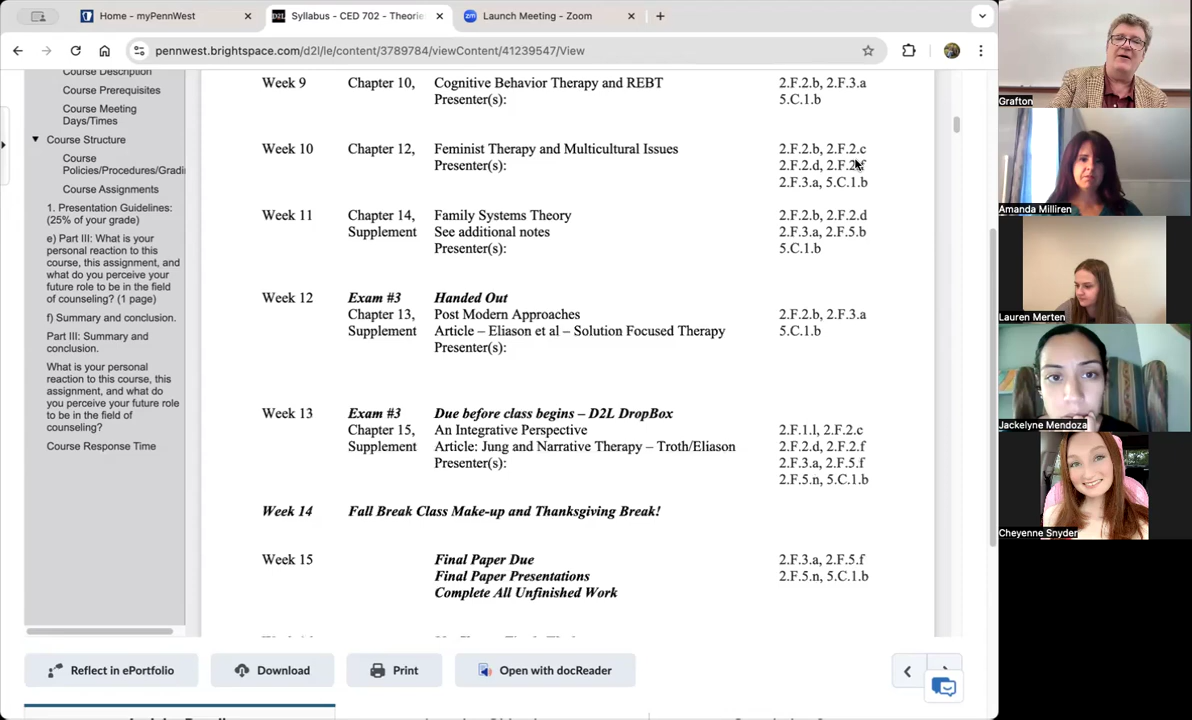 Home - myPennWest
Syllabus - CED 702 - Theorie
Launch Meeting - Zoom
pennwest.brightspace.com/d2l/le/content/3789784/viewContent/41239547/View
Course Description
Course Prerequisites
Course Meeting
Days/Times
Course Structure
Course
Policies/Procedures/Gradi
Course Assignments
1. Presentation Guidelines:
(25% of your grade)
e) Part III: What is your
personal reaction to this
course, this assignment, and
what do you perceive your
future role to be in the field
of counseling? (1 page)
f) Summary and conclusion.
Part III: Summary and
conclusion.
What is your personal
reaction to this course, this
assignment, and what do
you perceive your future role
to be in the field of
counseling?
Course Response Time
Week 9 Chapter 10, Cognitive Behavior Therapy and REBT 2.F.2.b, 2.F.3.a
Presenter(s): 5.C.1.b
Week 10 Chapter 12, Feminist Therapy and Multicultural Issues 2.F.2.b, 2.F.2.c
Presenter(s): 2.F.2.d, 2.F.2.f
2.F.3.a, 5.C.1.b
Week 11 Chapter 14, Family Systems Theory 2.F.2.b, 2.F.2.d
Supplement See additional notes 2.F.3.a, 2.F.5.b
Presenter(s): 5.C.1.b
Week 12 Exam #3 Handed Out
Chapter 13, Post Modern Approaches 2.F.2.b, 2.F.3.a
Supplement Article – Eliason et al – Solution Focused Therapy 5.C.1.b
Presenter(s):
Week 13 Exam #3 Due before class begins – D2L DropBox
Chapter 15, An Integrative Perspective 2.F.1.l, 2.F.2.c
Supplement Article: Jung and Narrative Therapy – Troth/Eliason 2.F.2.d, 2.F.2.f
Presenter(s): 2.F.3.a, 2.F.5.f
2.F.5.n, 5.C.1.b
Week 14 Fall Break Class Make-up and Thanksgiving Break!
Week 15 Final Paper Due 2.F.3.a, 2.F.5.f
Final Paper Presentations 2.F.5.n, 5.C.1.b
Complete All Unfinished Work
Reflect in ePortfolio
Download
Print
Open with docReader
Grafton
Amanda Milliren
Lauren Merten
Jackelyne Mendoza
Cheyenne Snyder